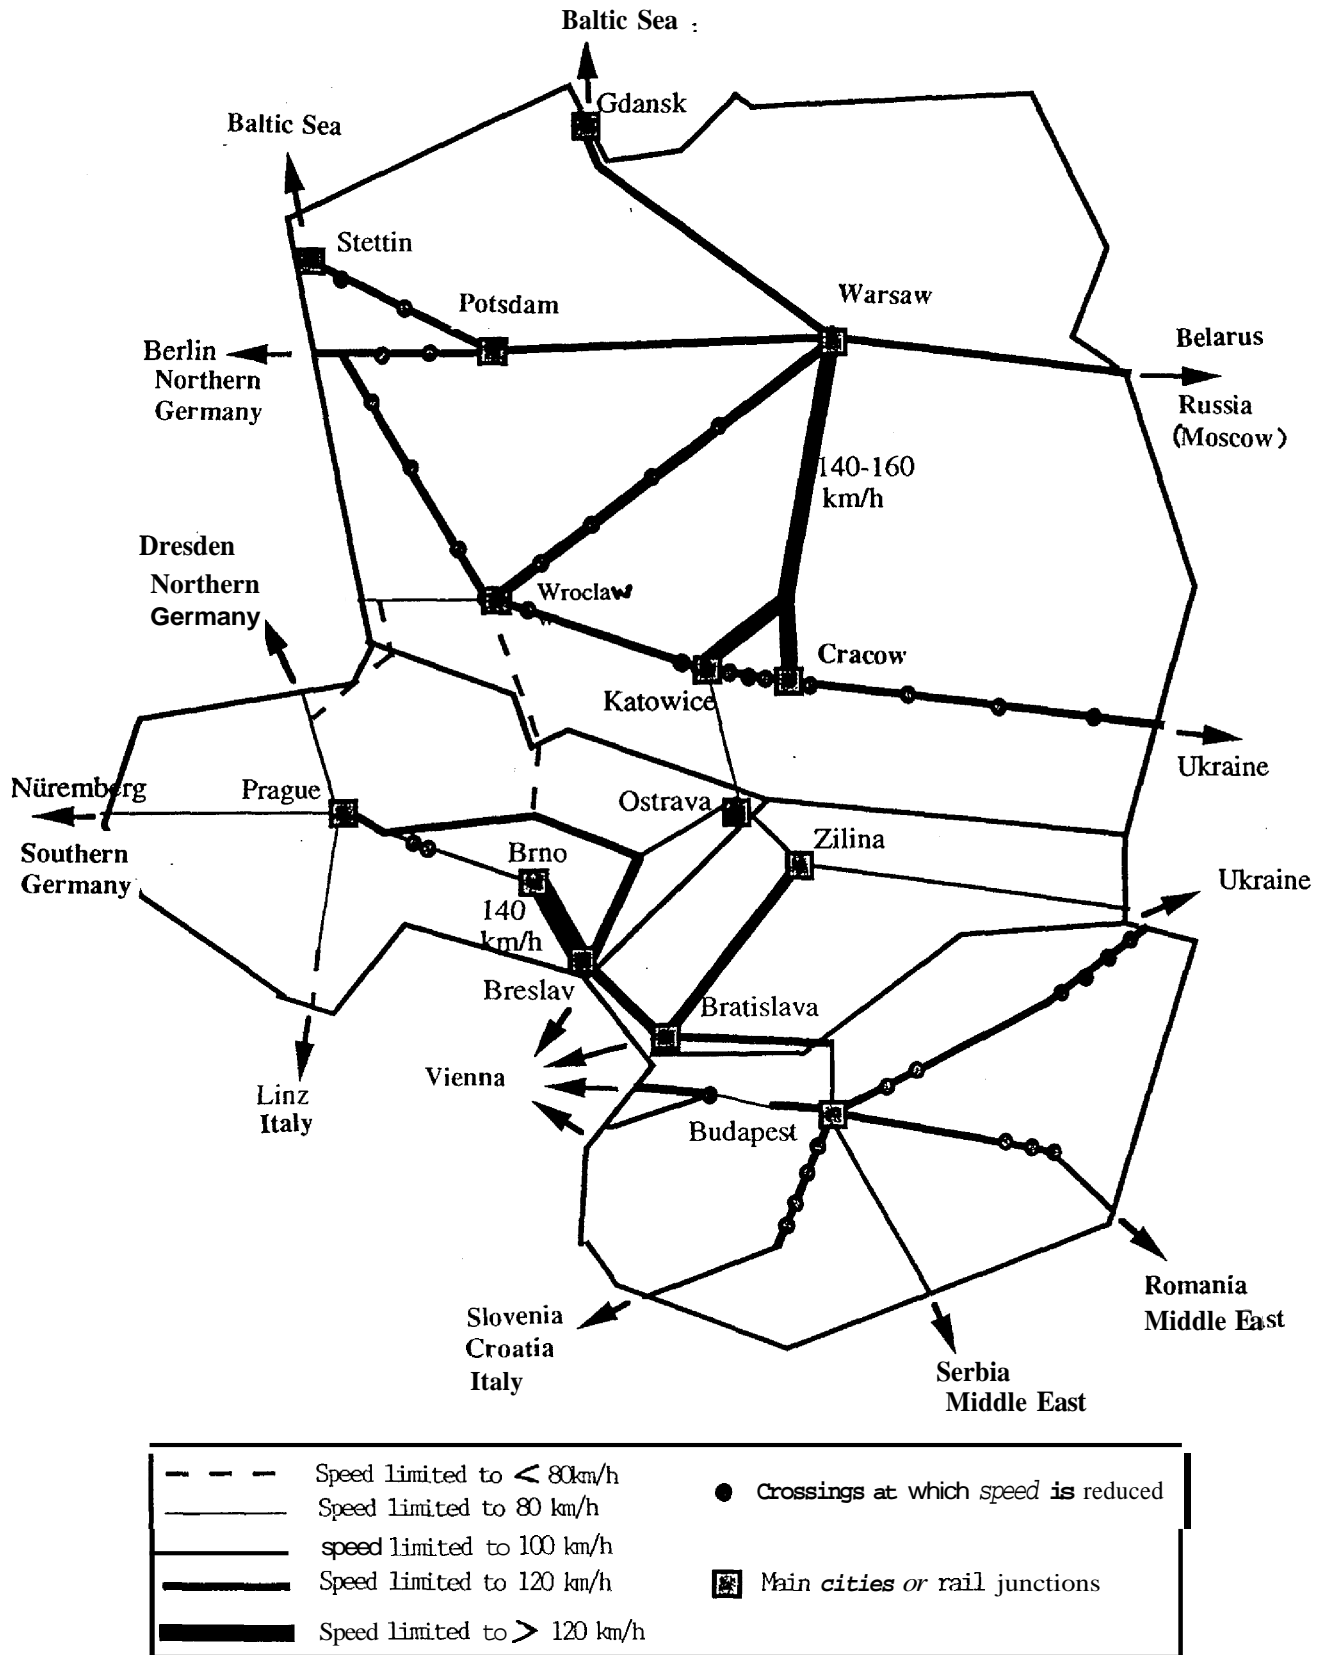 Baltic Sea :
Gdansk
Baltic Sea
Stettin
Potsdam
Warsaw
Berlin
Northern
Germany
Belarus
Russia
(Moscow)
140-160
km/h
Dresden
Northern
Germany
Wroclaw
w
Cracow
Katowice
Ukraine
Nüremberg
Prague
Ostrava
Zilina
Southern
Germany
Brno
Ukraine
140
km/h
Breslav
Bratislava
Vienna
Linz
Italy
Budapest
Slovenia
Croatia
Italy
Romania
Middle East
Serbia
Middle East
Speed limited to < 80km/h
Speed limited to 80 km/h
speed limited to 100 km/h
Speed limited to 120 km/h
Speed limited to > 120 km/h
Crossings at which speed is reduced
Main cities or rail junctions